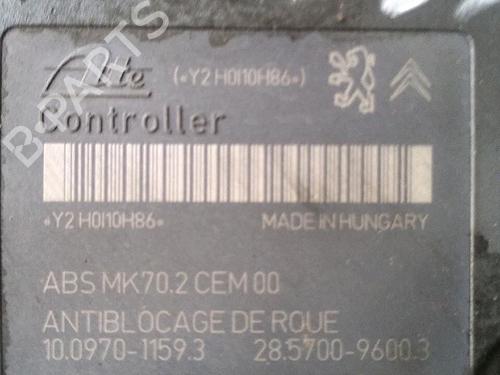 Ate («Y2 H0I10H86»)
Controller
«Y2 H0I10H86» MADE IN HUNGARY
ABS MK70.2 CEM 00
ANTIBLOCAGE DE ROUE
10.0970-1159.3 28.5700-9600.3
B-PARTS